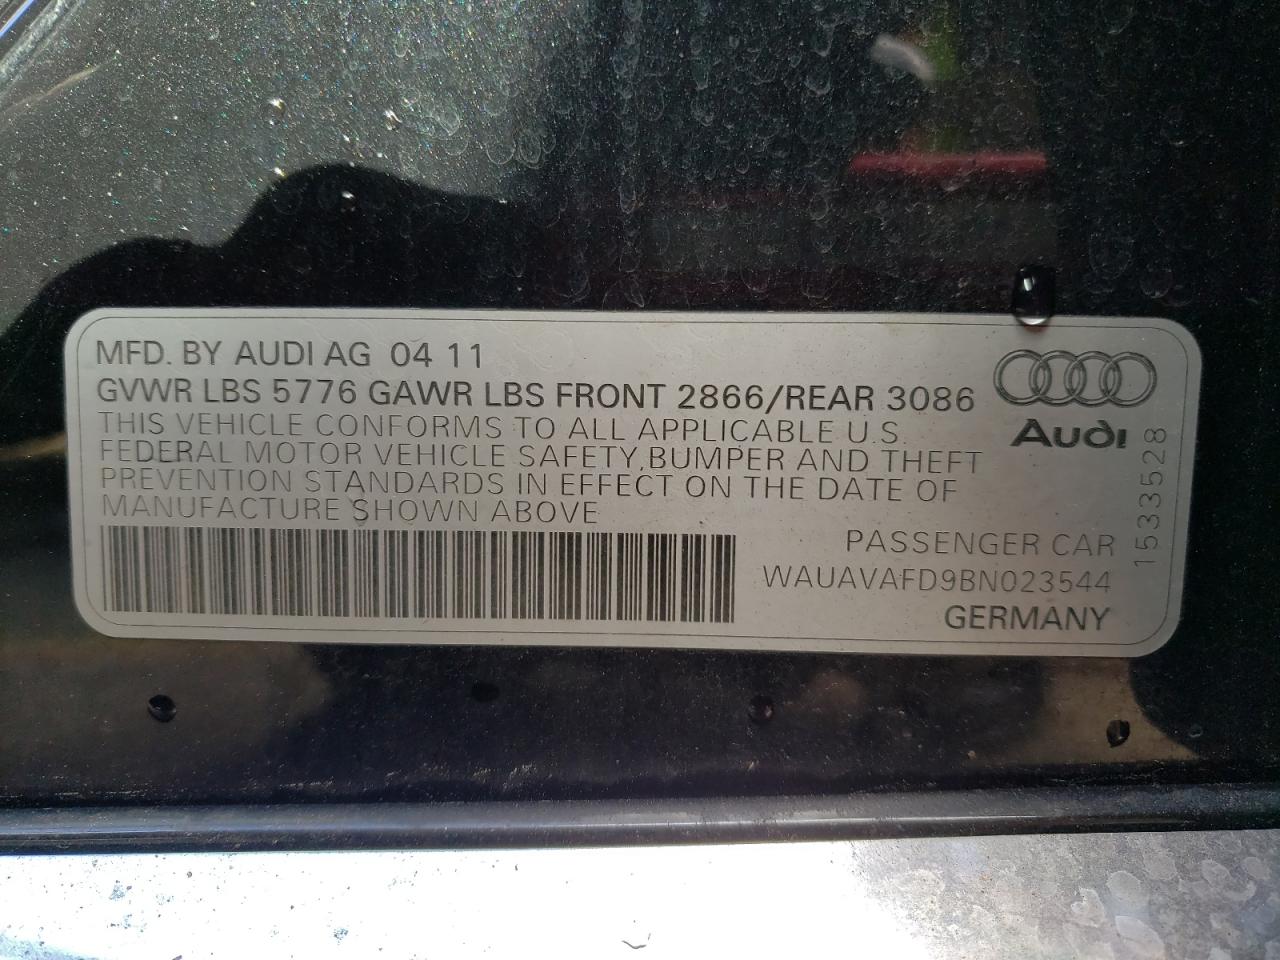 MFD. BY AUDI AG 04 11
GVWR LBS 5776 GAWR LBS FRONT 2866/REAR 3086
THIS VEHICLE CONFORMS TO ALL APPLICABLE U.S.
FEDERAL MOTOR VEHICLE SAFETY,BUMPER AND THEFT
PREVENTION STANDARDS IN EFFECT ON THE DATE OF
MANUFACTURE SHOWN ABOVE
Audi
1533528
PASSENGER CAR
WAUAVAFD9BN023544
GERMANY